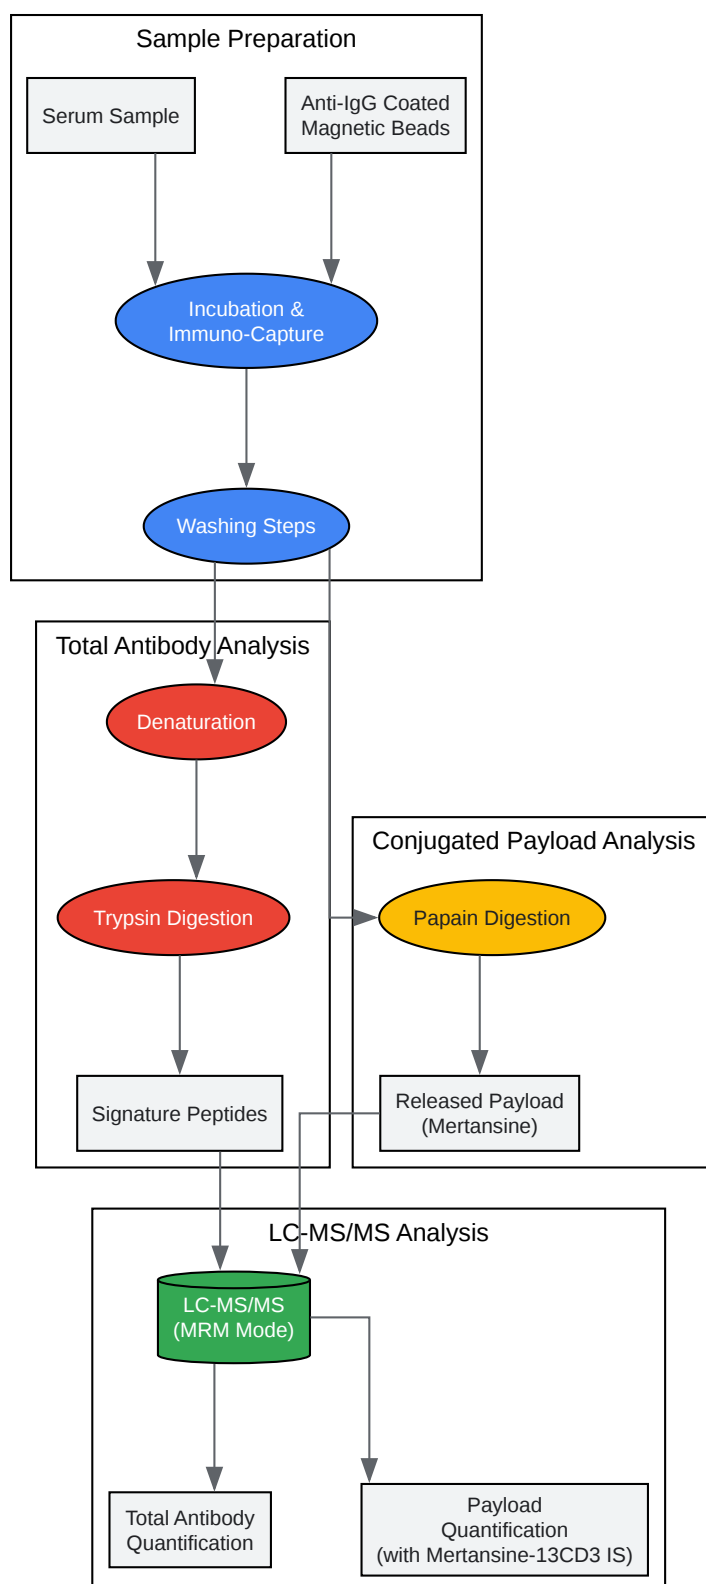 Sample Preparation
Serum Sample
Anti-IgG Coated
Magnetic Beads
Incubation &
Immuno-Capture
Washing Steps
Total Antibody Analysis
Denaturation
Conjugated Payload Analysis
Trypsin Digestion
Papain Digestion
Signature Peptides
Released Payload
(Mertansine)
LC-MS/MS Analysis
LC-MS/MS
(MRM Mode)
Total Antibody
Quantification
Payload
Quantification
(with Mertansine-13CD3 IS)